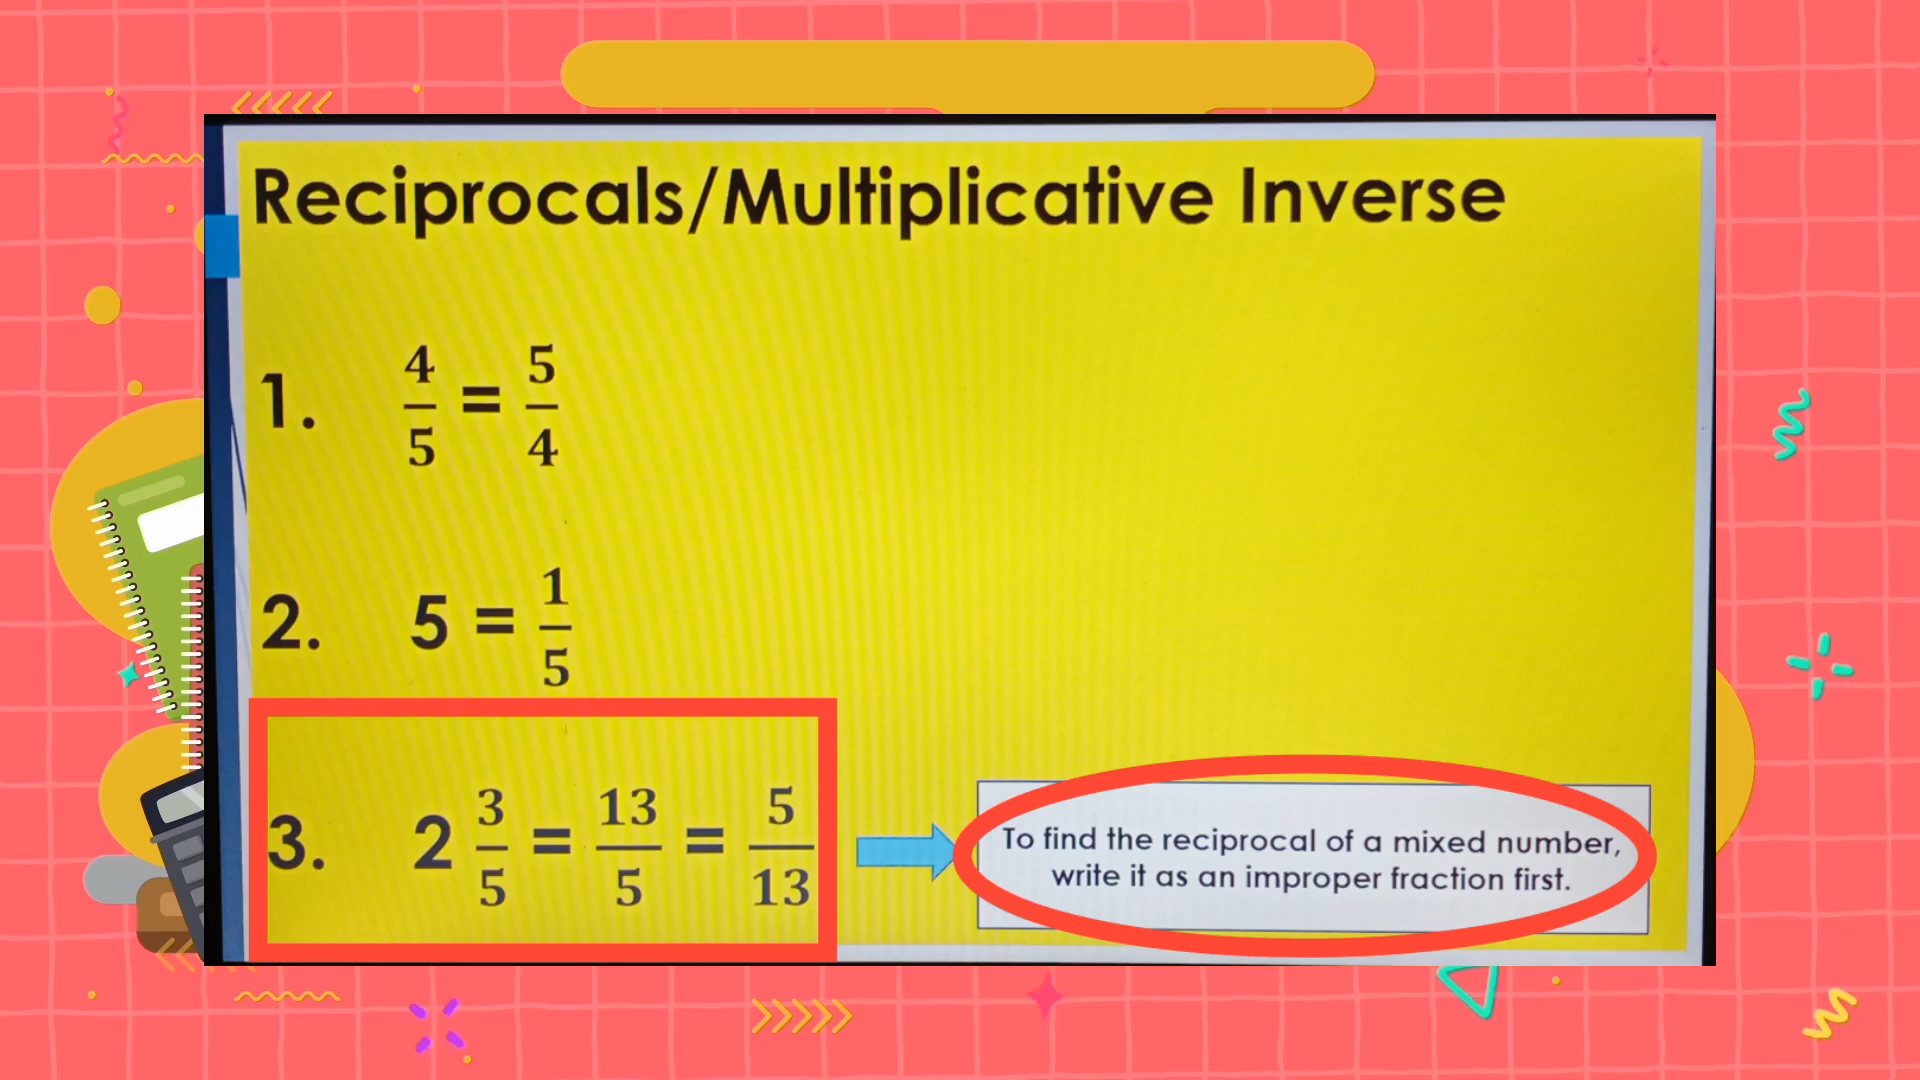 Reciprocals/Multiplicative Inverse
1. 4/5 = 5/4
2. 5 = 1/5
3. 2 3/5 = 13/5 = 5/13
To find the reciprocal of a mixed number,
write it as an improper fraction first.